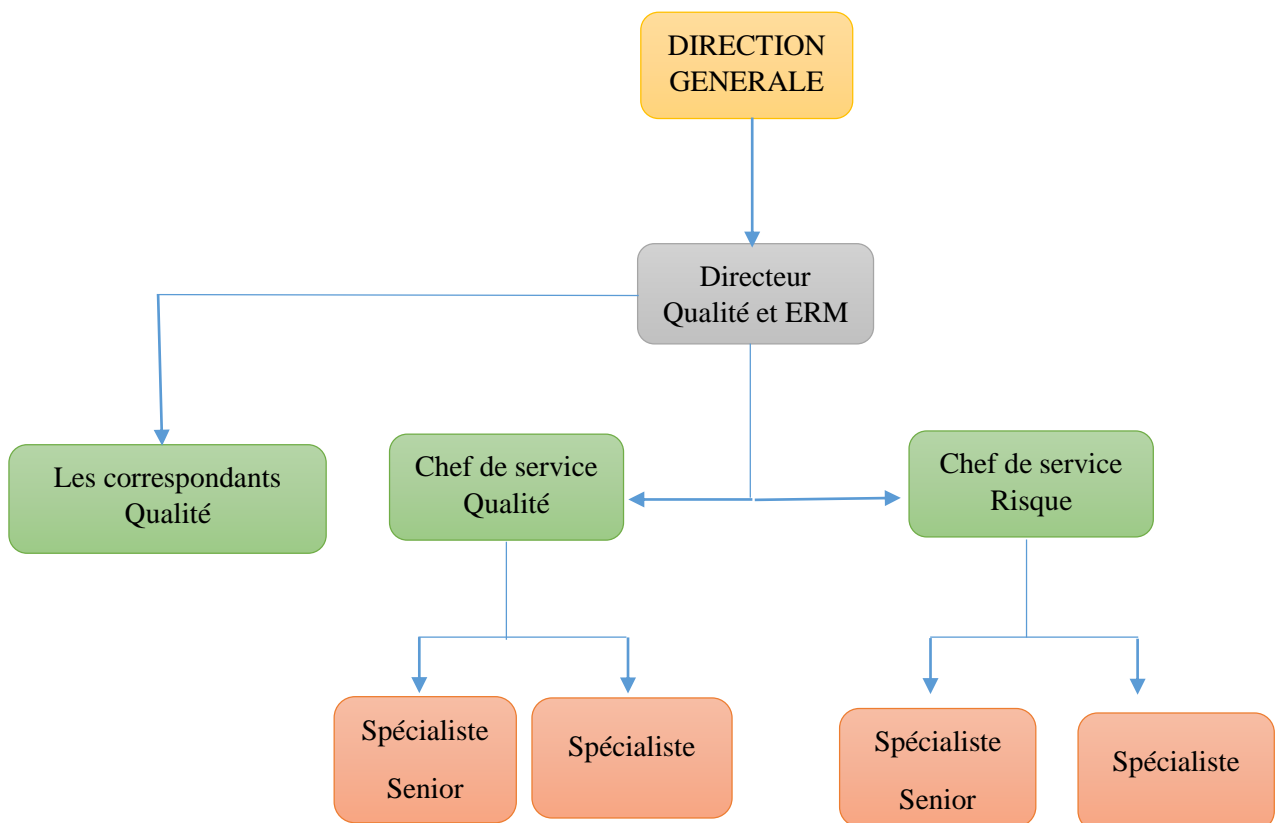 DIRECTION
GENERALE
Directeur
Qualité et ERM
Les correspondants
Qualité
Chef de service
Qualité
Chef de service
Risque
Spécialiste
Senior
Spécialiste
Spécialiste
Senior
Spécialiste